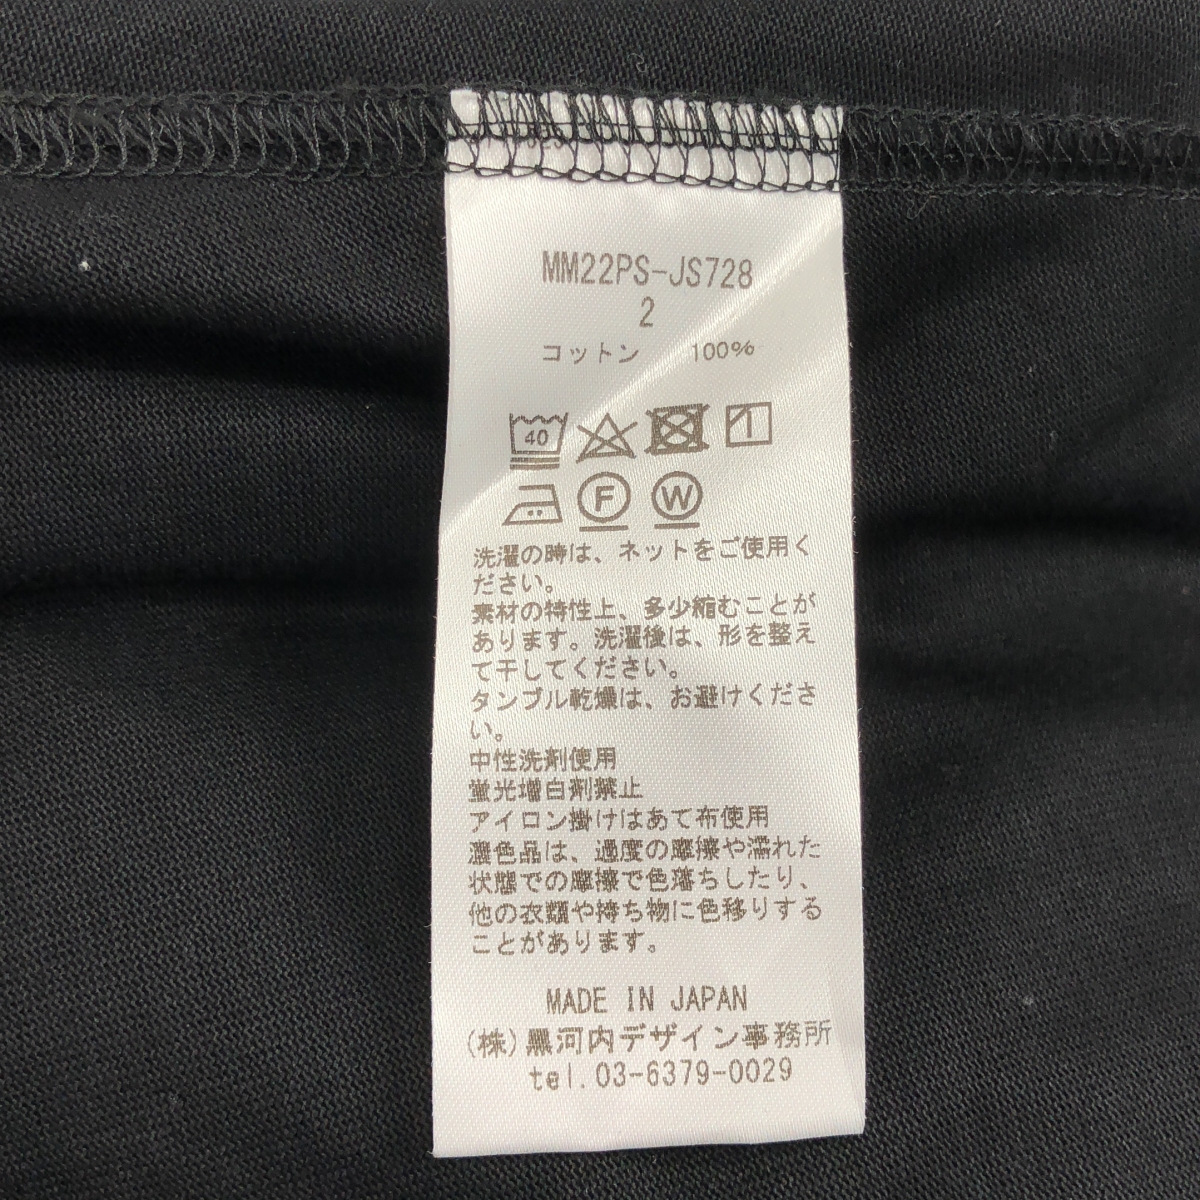 MM22PS-JS728
2
コットン 100%
40
F W
洗濯の時は、ネットをご使用く
ださい。
素材の特性上、多少縮むことが
あります。洗濯後は、形を整え
て干してください。
タンブル乾燥は、お避けくださ
い。
中性洗剤使用
蛍光増白剤禁止
アイロン掛けはあて布使用
濃色品は、過度の摩擦や濡れた
状態での摩擦で色落ちしたり、
他の衣類や持ち物に色移りする
ことがあります。
MADE IN JAPAN
(株)黒河内デザイン事務所
tel.03-6379-0029